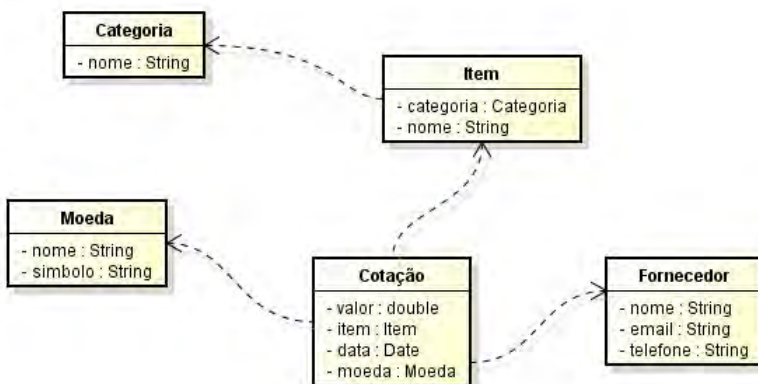 Categoria
- nome : String
Item
- categoria : Categoria
- nome : String
Moeda
- nome : String
- simbolo : String
Cotação
- valor : double
- item : Item
- data : Date
- moeda : Moeda
Fornecedor
- nome : String
- email : String
- telefone : String